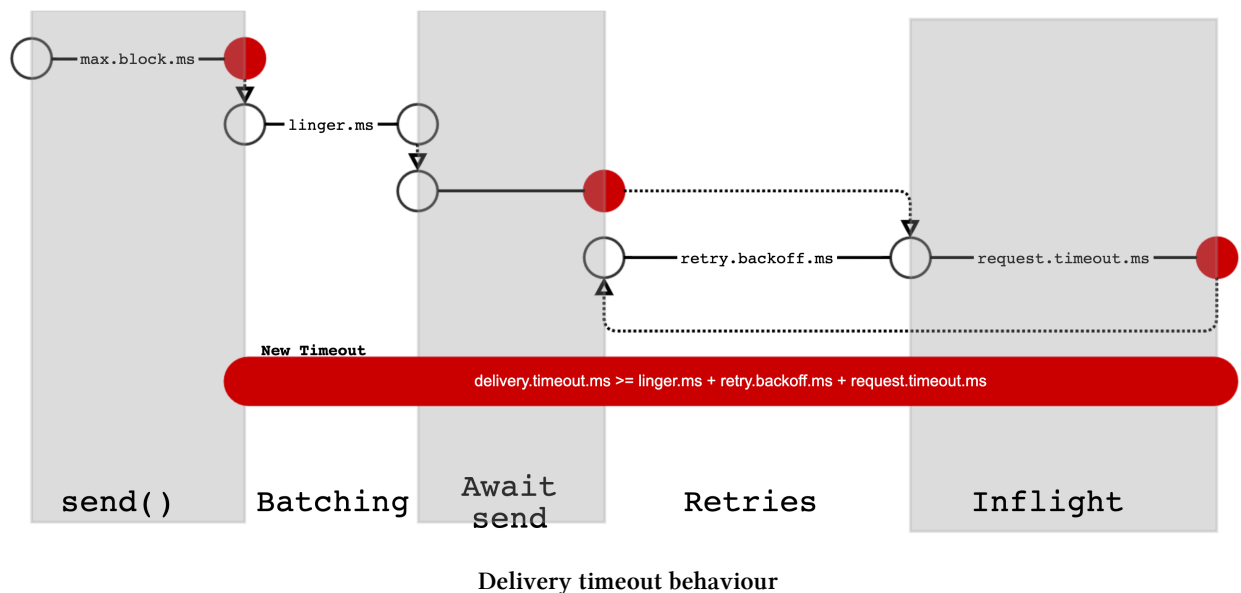 max.block.ms
linger.ms
retry.backoff.ms
request.timeout.ms
New Timeout
delivery.timeout.ms >= linger.ms + retry.backoff.ms + request.timeout.ms
send()
Batching
Await
send
Retries
Inflight
Delivery timeout behaviour